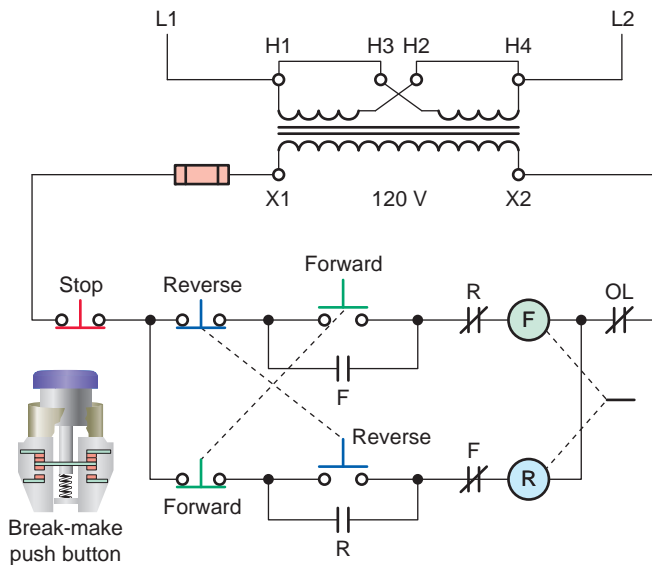 L1
L2
H1
H3
H2
H4
X1
120 V
X2
Stop
Reverse
Forward
R
F
OL
F
Reverse
F
R
Forward
R
Break-make
push button